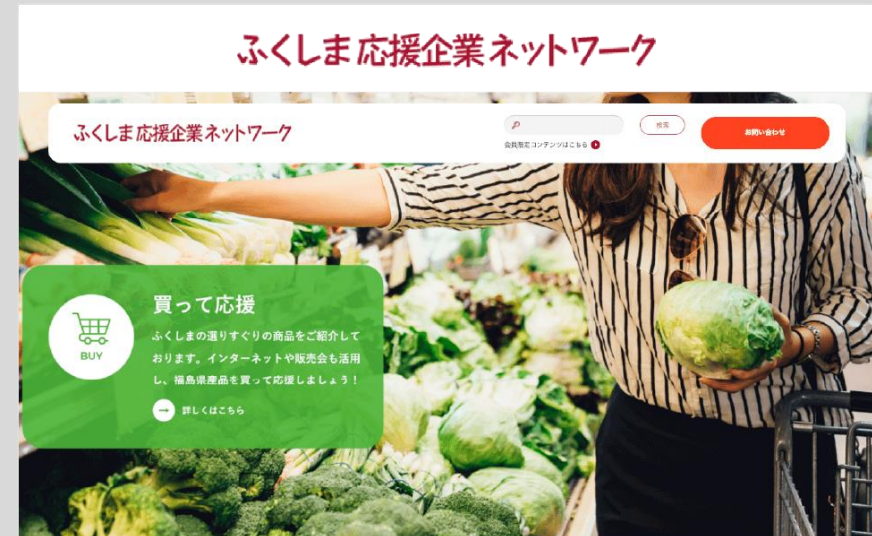 ふくしま応援企業ネットワーク
ふくしま応援企業ネットワーク
検索
お問い合わせ
会員限定コンテンツはこちら
買って応援
ふくしまの選りすぐりの商品をご紹介して
おります。インターネットや販売会も活用
し、福島県産品を買って応援しましょう！
BUY
詳しくはこちら